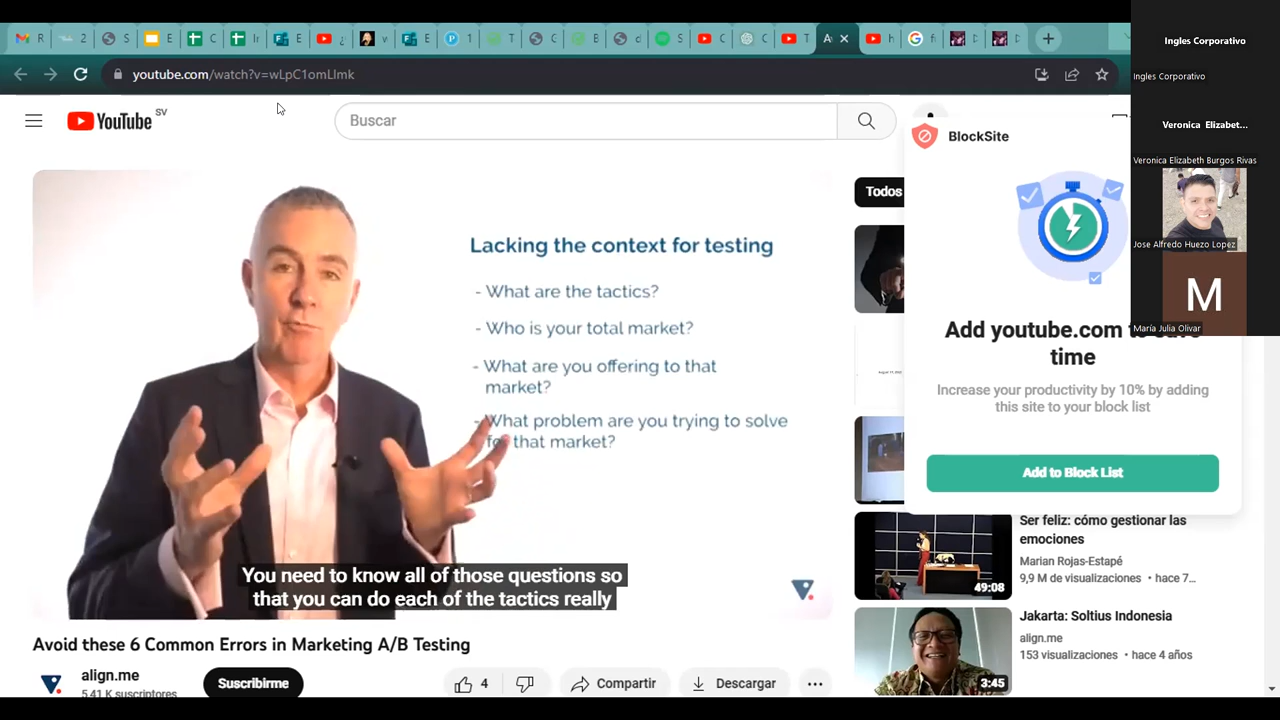 R
2
S
E
C
Ir
E
¿
v
E
1
T
C
B
d
S
C
C
T
A
h
f
D
D
youtube.com/watch?v=wLpC1omLlmk
YouTube SV
Buscar
Lacking the context for testing
- What are the tactics?
- Who is your total market?
- What are you offering to that
market?
- What problem are you trying to solve
for that market?
You need to know all of those questions so
that you can do each of the tactics really
Avoid these 6 Common Errors in Marketing A/B Testing
align.me
5,41 K suscriptores
Suscribirme
4
Compartir
Descargar
Todos
BlockSite
Add youtube.com to save
time
Increase your productivity by 10% by adding
this site to your block list
Add to Block List
Ser feliz: cómo gestionar las
emociones
Marian Rojas-Estapé
9,9 M de visualizaciones • hace 7...
49:08
Jakarta: Soltius Indonesia
align.me
153 visualizaciones • hace 4 años
3:45
Ingles Corporativo
Ingles Corporativo
Veronica Elizabet...
Veronica Elizabeth Burgos Rivas
Jose Alfredo Huezo Lopez
M
María Julia Olivar